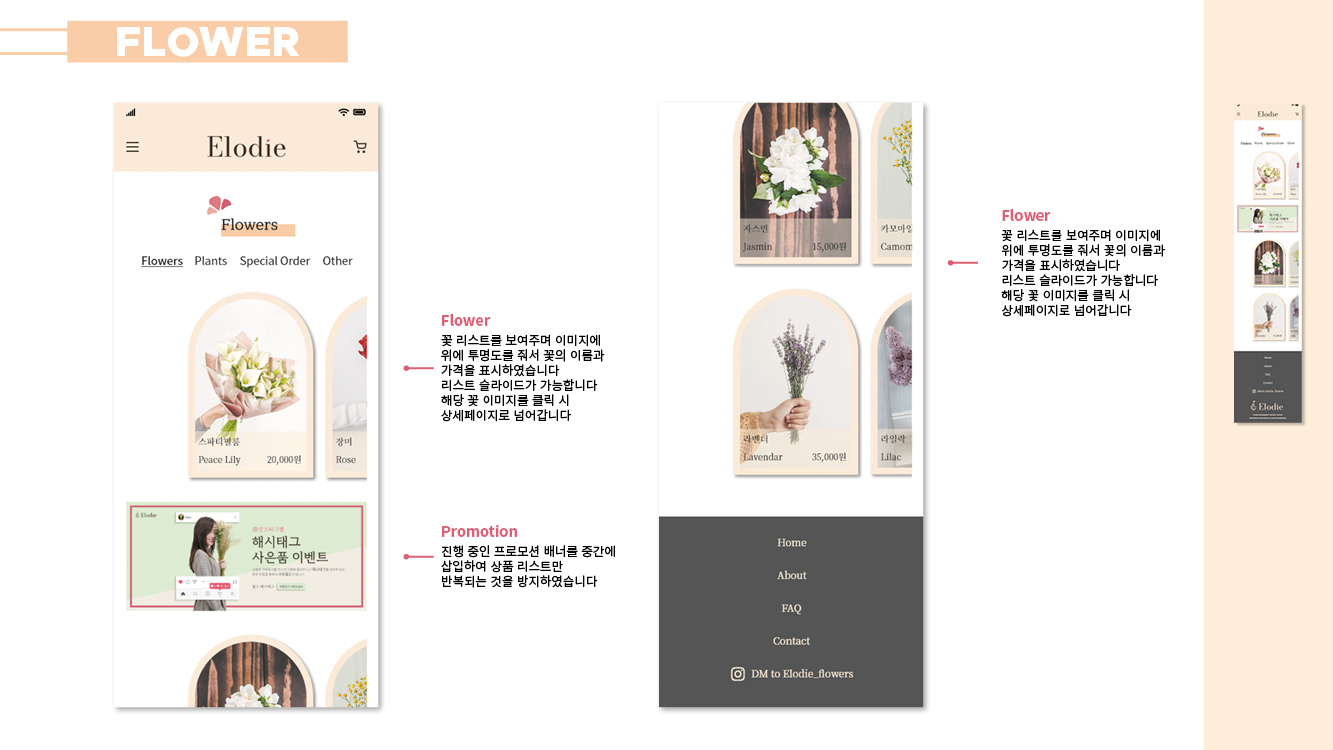 FLOWER
Elodie
Flowers
Flowers Plants Special Order Other
스파티필룸
Peace Lily 20,000원
장미
Rose
Elodie
인스타그램
해시태그
사은품 이벤트
Flower
꽃 리스트를 보여주며 이미지에
위에 투명도를 줘서 꽃의 이름과
가격을 표시하였습니다
리스트 슬라이드가 가능합니다
해당 꽃 이미지를 클릭 시
상세페이지로 넘어갑니다
Promotion
진행 중인 프로모션 배너를 중간에
삽입하여 상품 리스트만
반복되는 것을 방지하였습니다
자스민
Jasmin 15,000원
카모마일
Camom
라벤더
Lavendar 35,000원
라일락
Lilac
Home
About
FAQ
Contact
DM to Elodie_flowers
Flower
꽃 리스트를 보여주며 이미지에
위에 투명도를 줘서 꽃의 이름과
가격을 표시하였습니다
리스트 슬라이드가 가능합니다
해당 꽃 이미지를 클릭 시
상세페이지로 넘어갑니다
Elodie
Flowers
Flowers Plants Special Order Other
Elodie